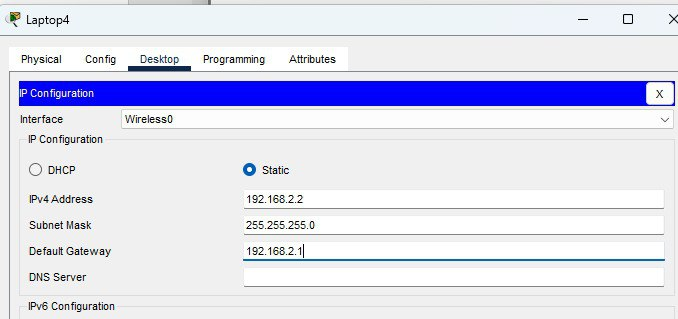 Laptop4
Physical Config Desktop Programming Attributes
IP Configuration X
Interface Wireless0
IP Configuration
DHCP Static
IPv4 Address 192.168.2.2
Subnet Mask 255.255.255.0
Default Gateway 192.168.2.1
DNS Server
IPv6 Configuration